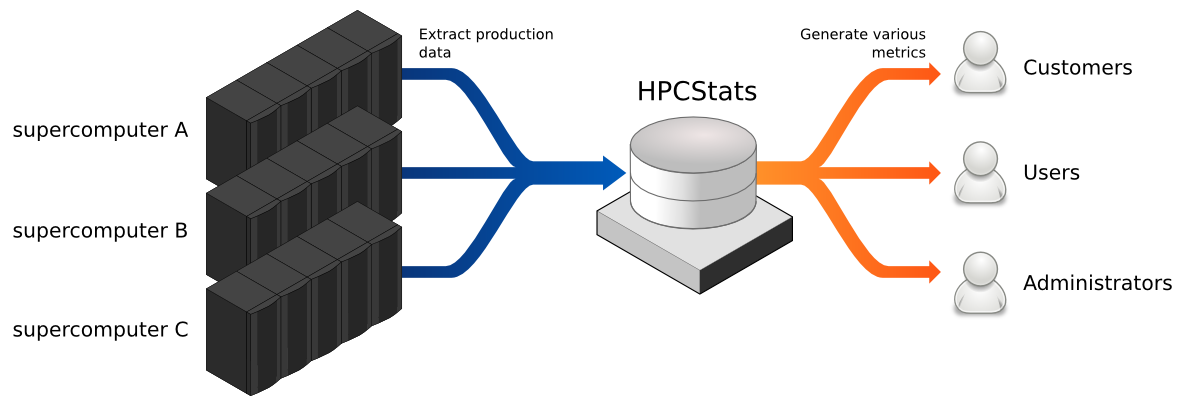 Extract production
data
Generate various
metrics
HPCStats
supercomputer A
supercomputer B
supercomputer C
Customers
Users
Administrators